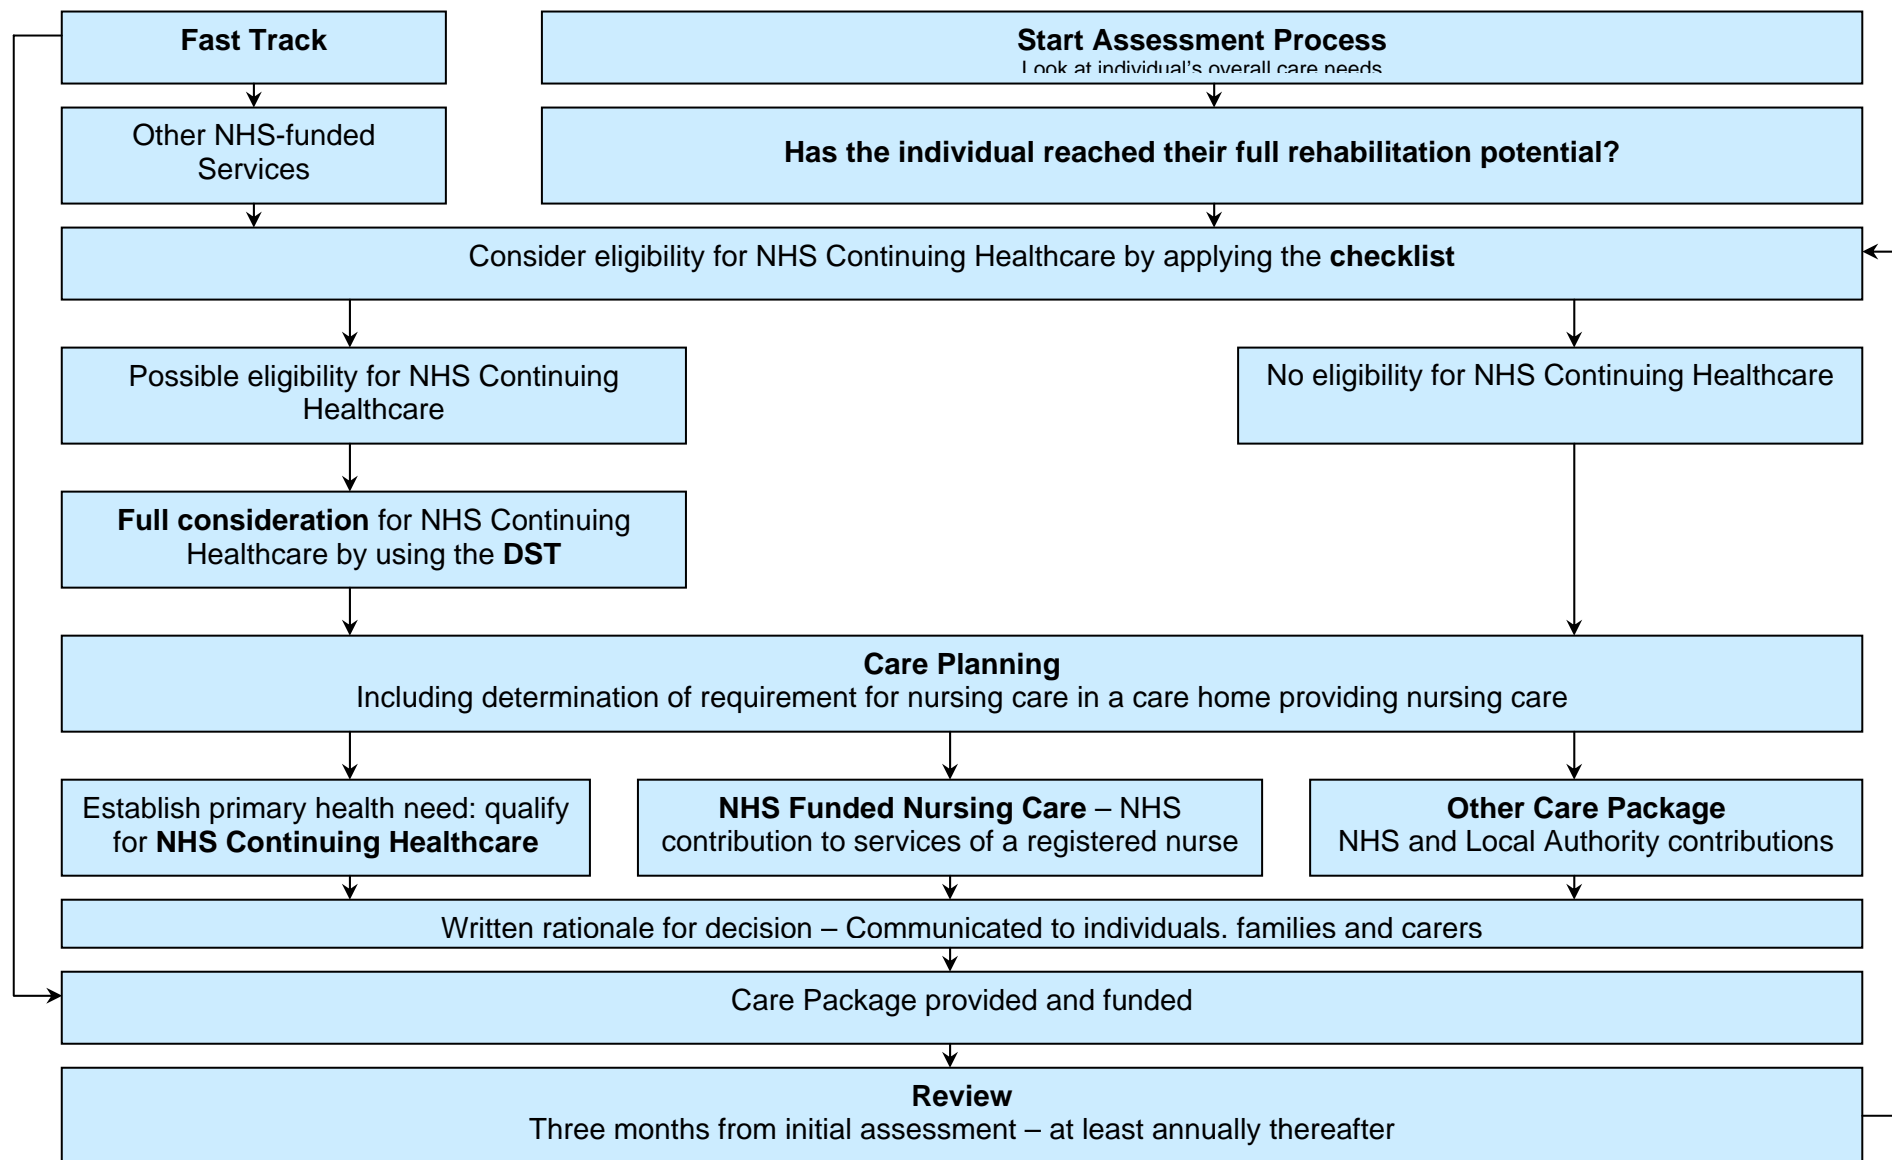 Fast Track
Start Assessment Process
Look at individual's overall care needs
Other NHS-funded
Services
Has the individual reached their full rehabilitation potential?
Consider eligibility for NHS Continuing Healthcare by applying the checklist
Possible eligibility for NHS Continuing
Healthcare
No eligibility for NHS Continuing Healthcare
Full consideration for NHS Continuing
Healthcare by using the DST
Care Planning
Including determination of requirement for nursing care in a care home providing nursing care
Establish primary health need: qualify
for NHS Continuing Healthcare
NHS Funded Nursing Care – NHS
contribution to services of a registered nurse
Other Care Package
NHS and Local Authority contributions
Written rationale for decision – Communicated to individuals. families and carers
Care Package provided and funded
Review
Three months from initial assessment – at least annually thereafter